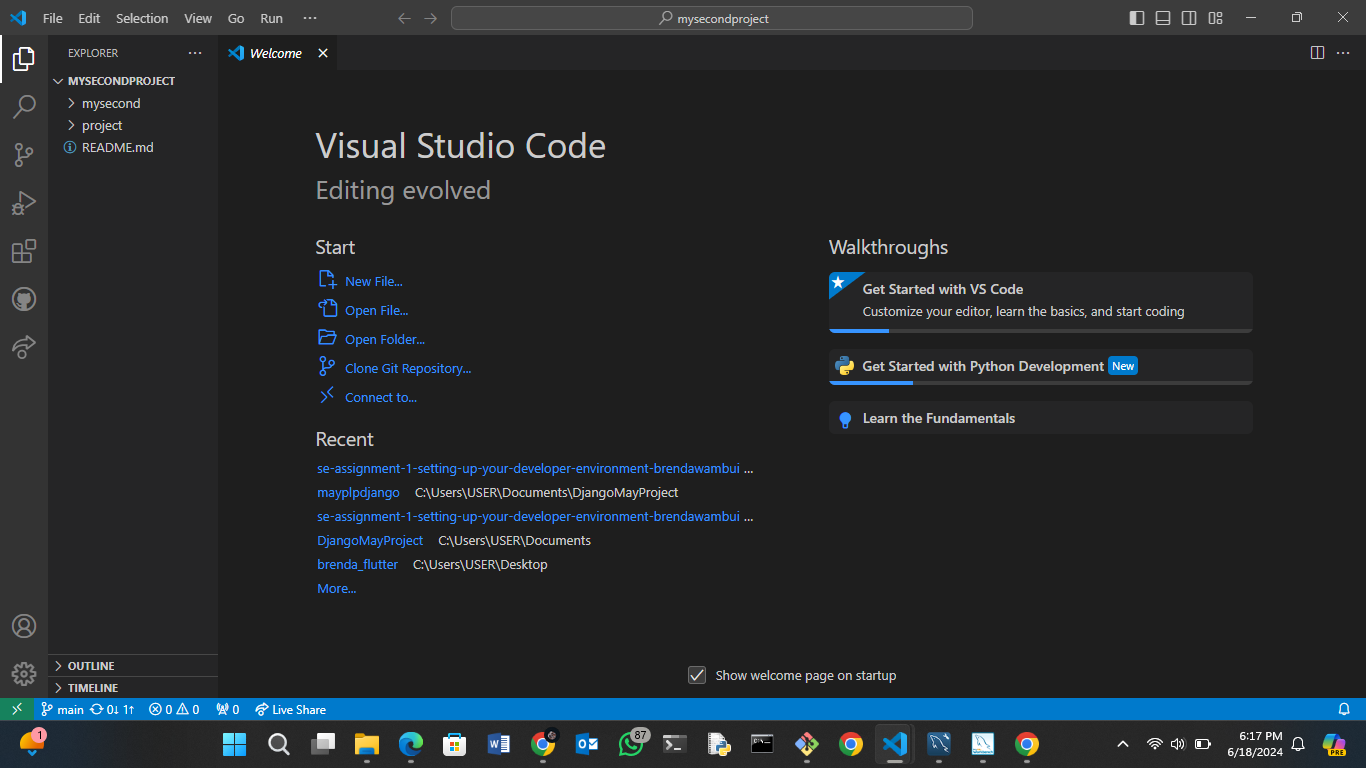 File Edit Selection View Go Run ···
mysecondproject
EXPLORER
Welcome
MYSECONDPROJECT
mysecond
project
README.md
Visual Studio Code
Editing evolved
Start
New File...
Open File...
Open Folder...
Clone Git Repository...
Connect to...
Recent
se-assignment-1-setting-up-your-developer-environment-brendawambui ...
mayplpdjango C:\Users\USER\Documents\DjangoMayProject
se-assignment-1-setting-up-your-developer-environment-brendawambui ...
DjangoMayProject C:\Users\USER\Documents
brenda_flutter C:\Users\USER\Desktop
More...
Walkthroughs
Get Started with VS Code
Customize your editor, learn the basics, and start coding
Get Started with Python Development New
Learn the Fundamentals
Show welcome page on startup
OUTLINE
TIMELINE
main 0↓ 1↑ 0 0 0 Live Share
1
87
6:17 PM
6/18/2024
PRE